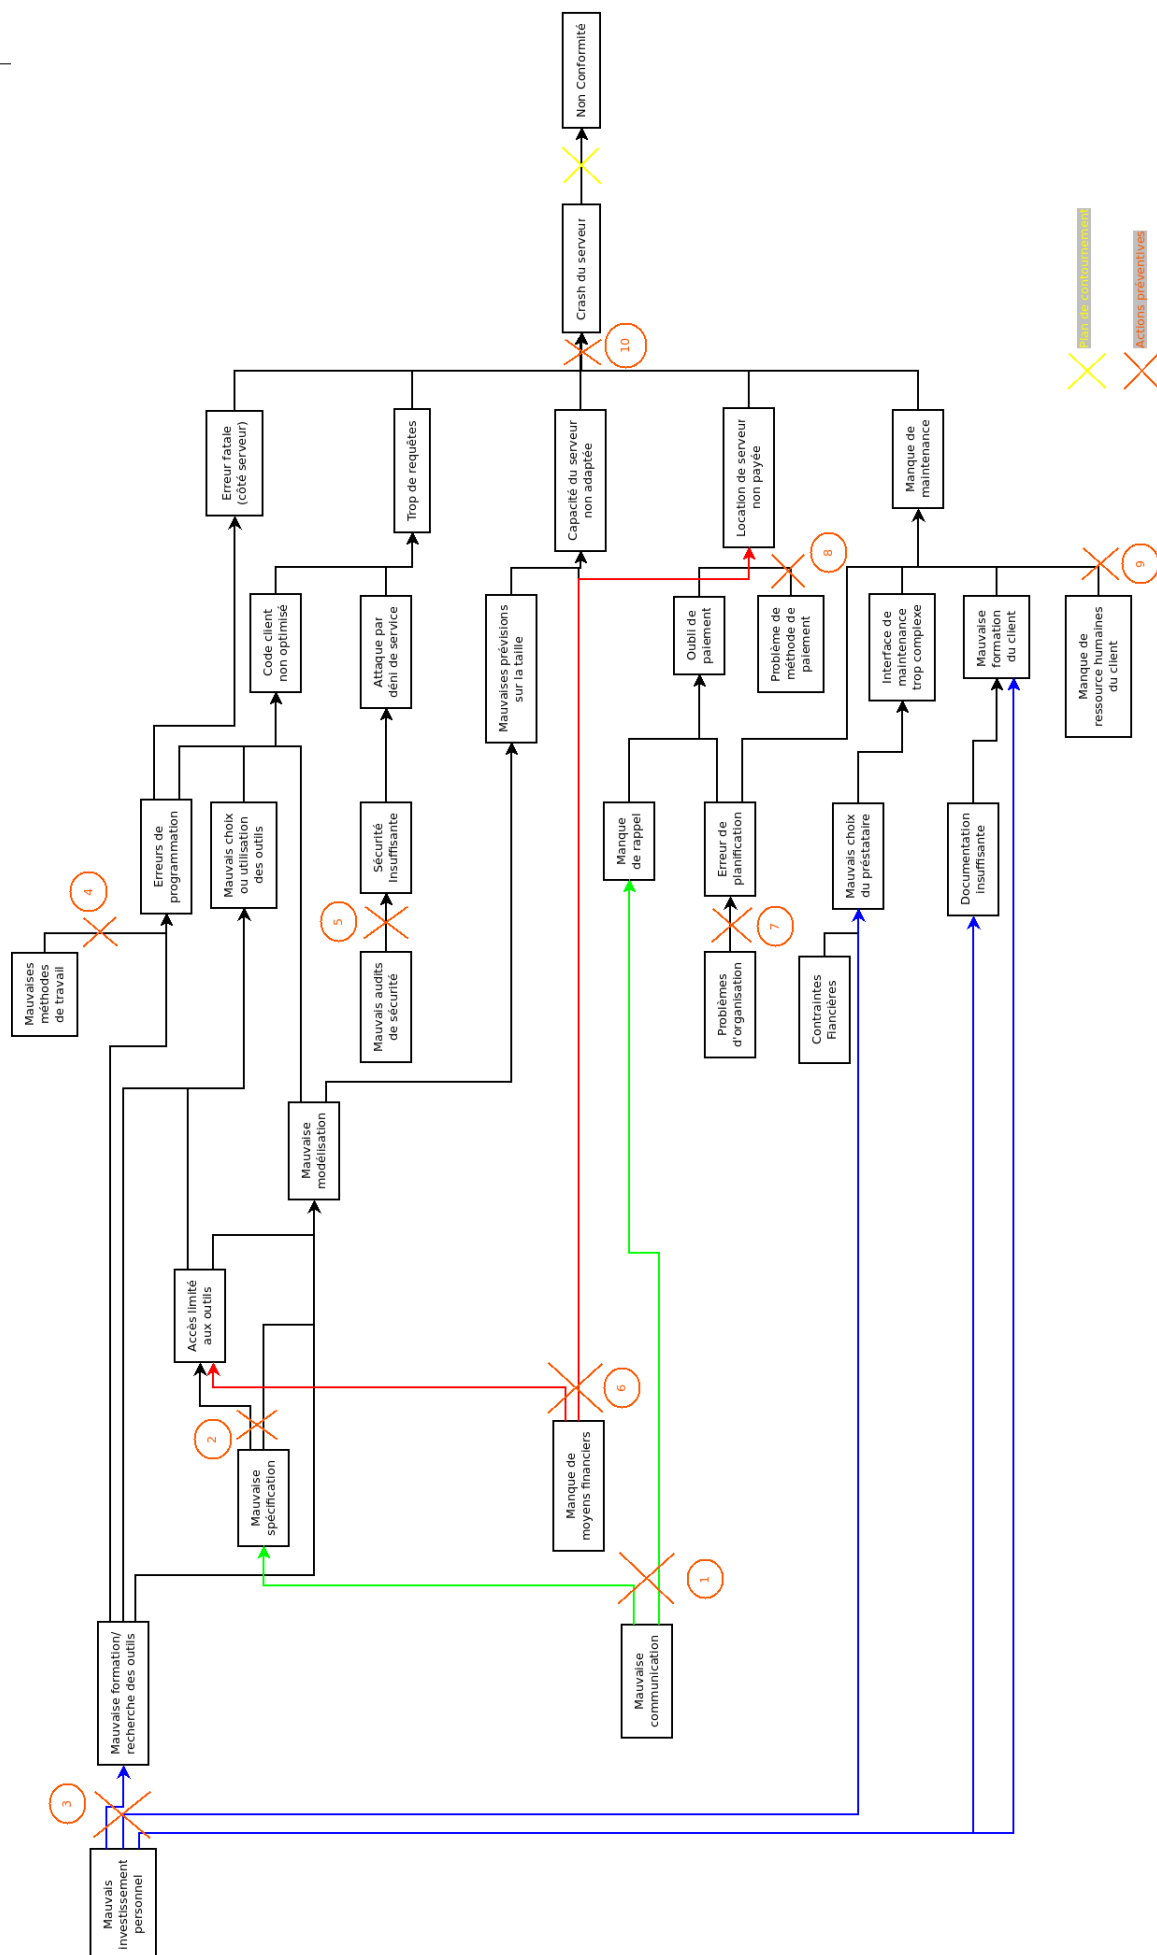 Non Conformité
Crash du serveur
10
Plan de contournement
Actions préventives
Erreur fatale
(côté serveur)
Trop de requêtes
Capacité du serveur
non adaptée
Location de serveur
non payée
Manque de
maintenance
8
9
Code client
non optimisé
Attaque par
déni de service
Mauvaises prévisions
sur la taille
Oubli de
paiement
Problème de
méthode de
paiement
Interface de
maintenance
trop complexe
Mauvaise
formation
du client
Manque de
ressource humaines
du client
Erreurs de
programmation
Mauvais choix
ou utilisation
des outils
Sécurité
Insuffisante
Manque
de rappel
Erreur de
planification
Mauvais choix
du préstataire
Documentation
insuffisante
4
5
7
Mauvaises
méthodes
de travail
Mauvais audits
de sécurité
Problèmes
d'organisation
Contraintes
Fiancières
Mauvaise
modélisation
Accès limité
aux outils
2
6
Mauvaise
spécification
Manque de
moyens financiers
1
Mauvaise formation/
recherche des outils
Mauvaise
communication
3
Mauvais
investissement
personnel